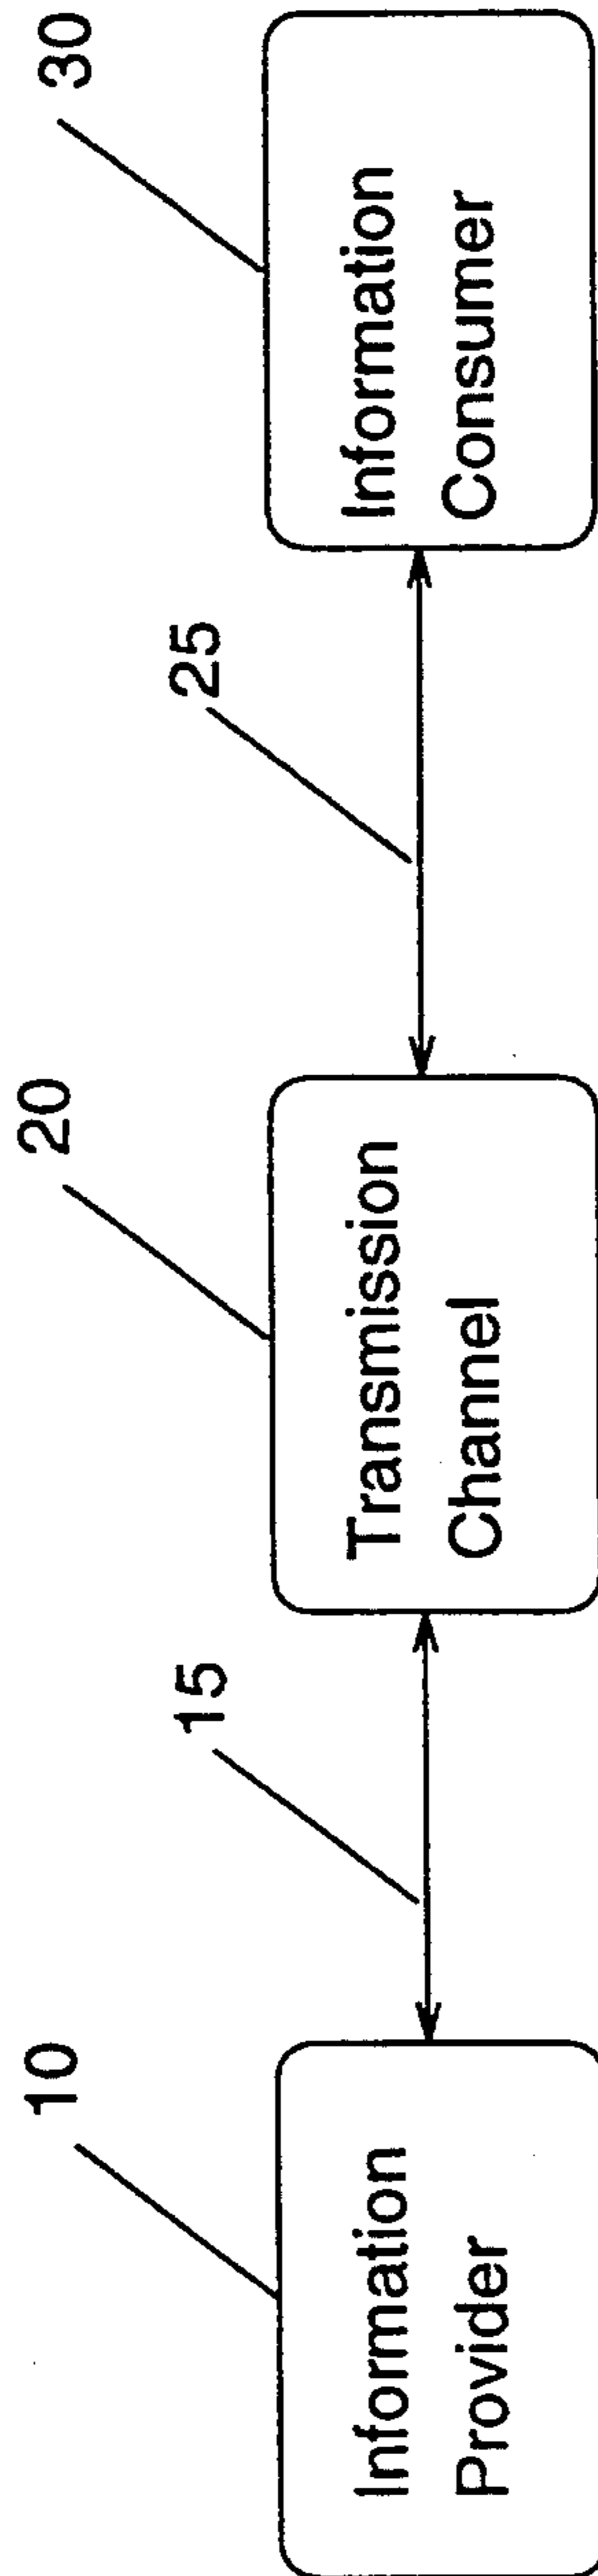 10
Information
Provider
15
20
Transmission
Channel
25
30
Information
Consumer